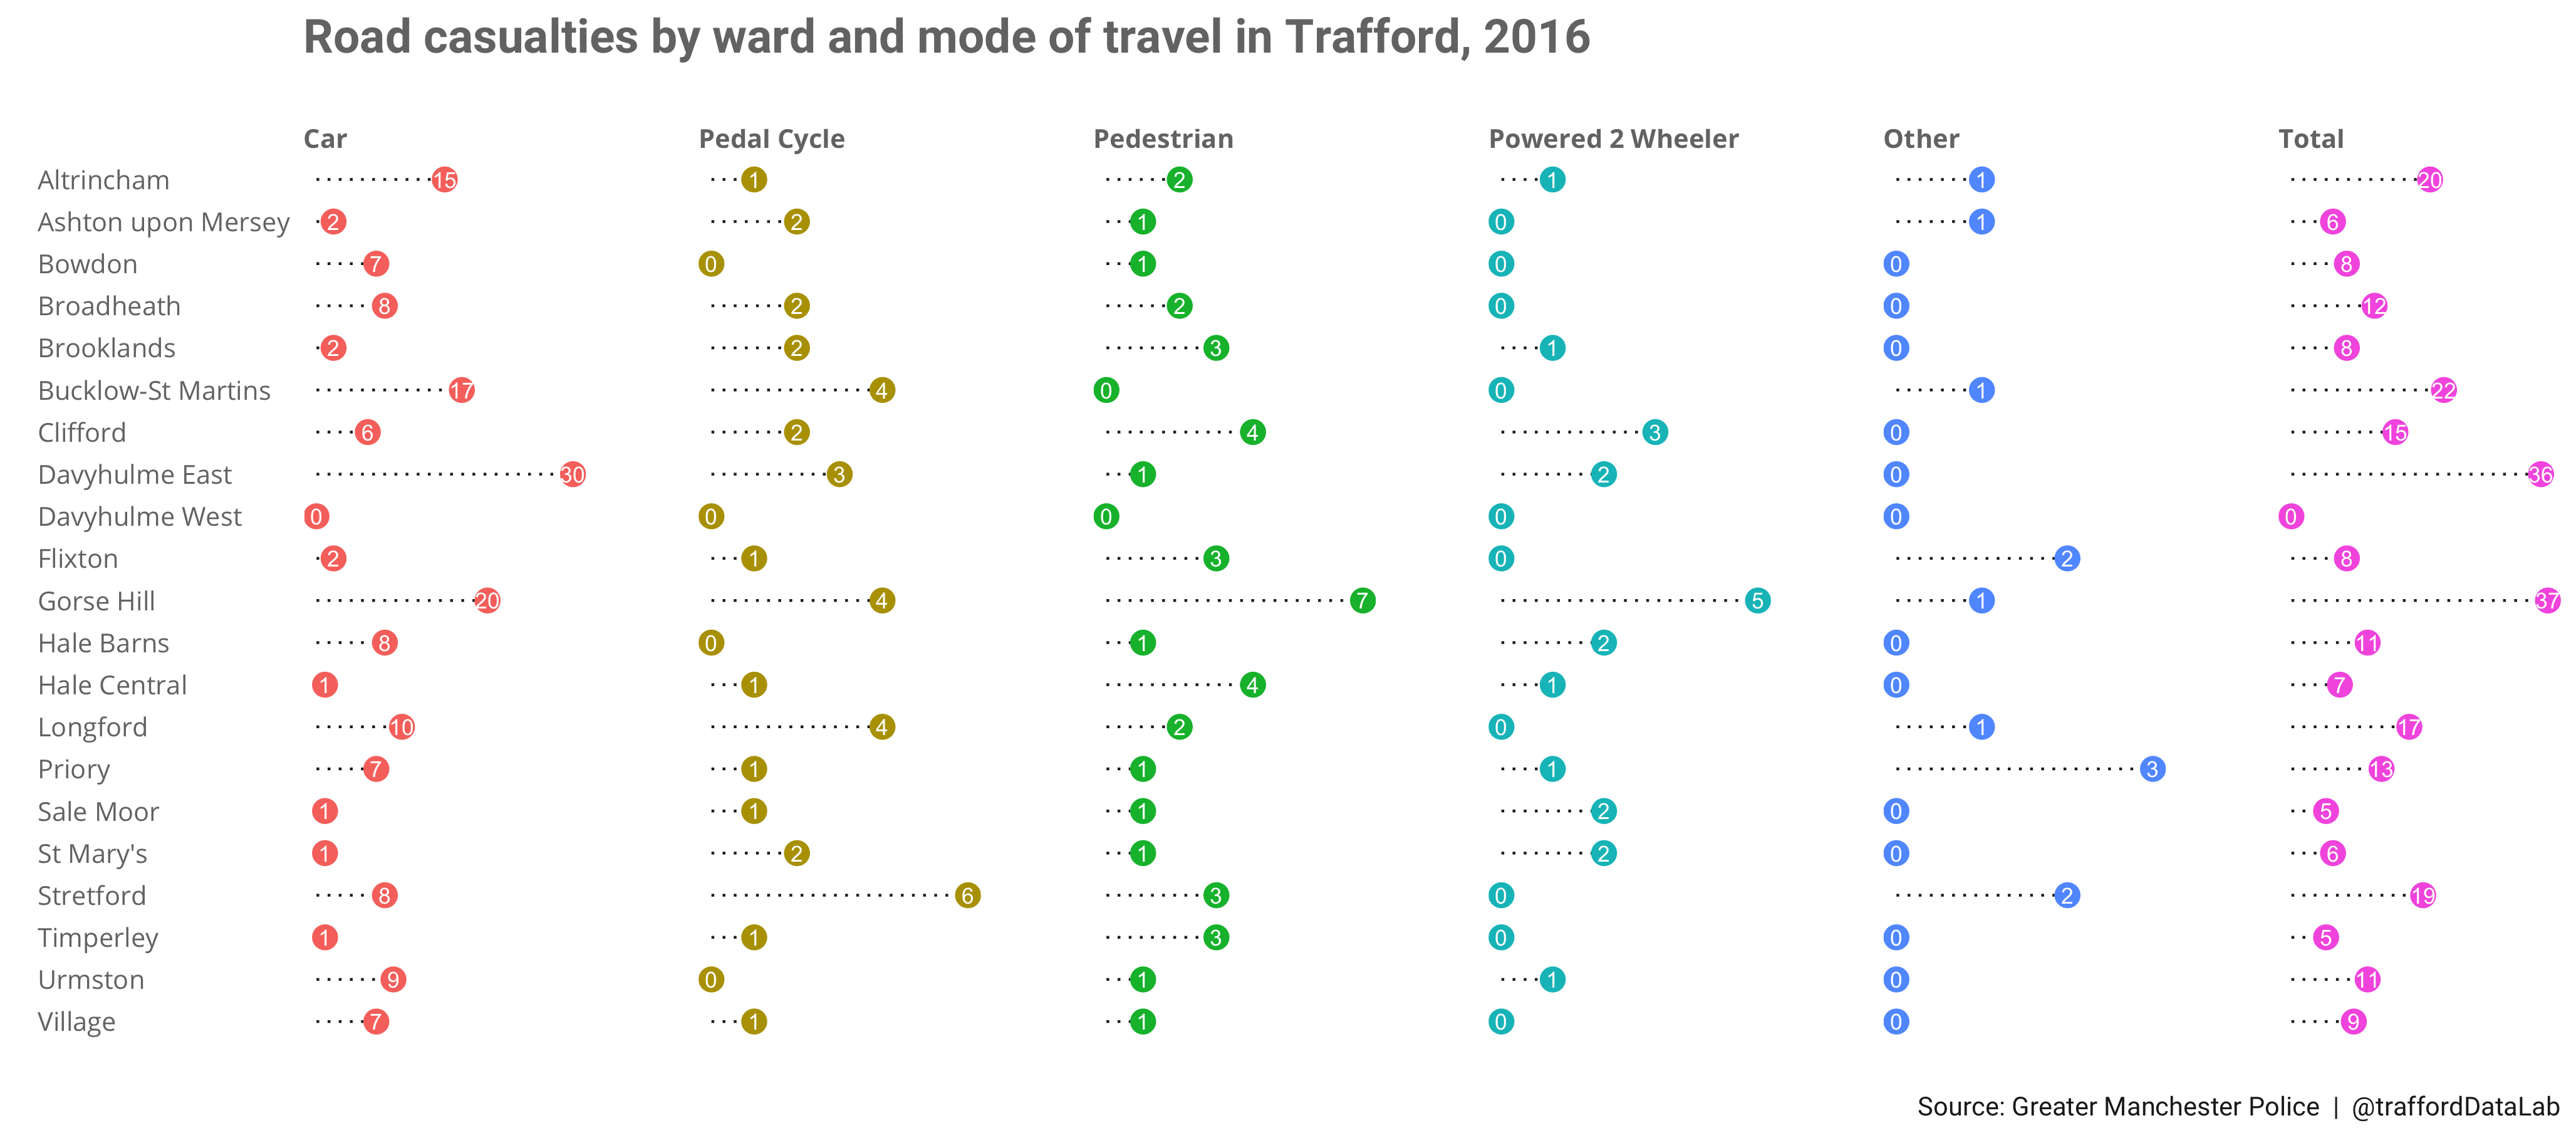 Road casualties by ward and mode of travel in Trafford, 2016
Car Pedal Cycle Pedestrian Powered 2 Wheeler Other Total
Altrincham 15 1 2 1 1 20
Ashton upon Mersey 2 2 1 0 1 6
Bowdon 7 0 1 0 0 8
Broadheath 8 2 2 0 0 12
Brooklands 2 2 3 1 0 8
Bucklow-St Martins 17 4 0 0 1 22
Clifford 6 2 4 3 0 15
Davyhulme East 30 3 1 2 0 36
Davyhulme West 0 0 0 0 0 0
Flixton 2 1 3 0 2 8
Gorse Hill 20 4 7 5 1 37
Hale Barns 8 0 1 2 0 11
Hale Central 1 1 4 1 0 7
Longford 10 4 2 0 1 17
Priory 7 1 1 1 3 13
Sale Moor 1 1 1 2 0 5
St Mary's 1 2 1 2 0 6
Stretford 8 6 3 0 2 19
Timperley 1 1 3 0 0 5
Urmston 9 0 1 1 0 11
Village 7 1 1 0 0 9
Source: Greater Manchester Police | @traffordDataLab